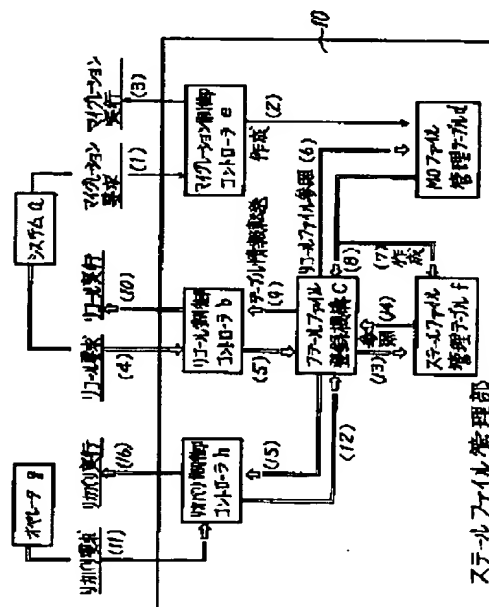 オペレータ g
リカバリ要求
(11)
リカバリ実行
(16)
リカバリ制御
コントローラ h
(15)
(12)
システム a
リコール要求
(4)
リコール実行
(10)
リコール制御
コントローラ b
(5)
テーブル情報転送
(9)
マイグレーション
要求
(1)
マイグレーション
実行
(3)
マイグレーション制御
コントローラ e
作成
(2)
リコールファイル参照
(6)
ステールファイル
登録機構 C
(8)
(7)
作成
(13)
参照
(14)
ステールファイル
管理テーブル f
MOファイル
管理テーブル d
10
ステールファイル管理部